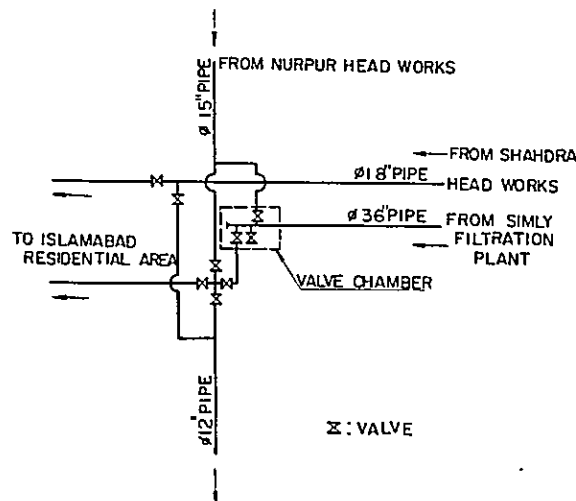 FROM NURPUR HEAD WORKS
Ø 15" PIPE
FROM SHAHDRA
Ø18" PIPE
HEAD WORKS
Ø 36" PIPE
FROM SIMLY
FILTRATION
PLANT
TO ISLAMABAD
RESIDENTIAL AREA
VALVE CHAMBER
Ø12" PIPE
: VALVE